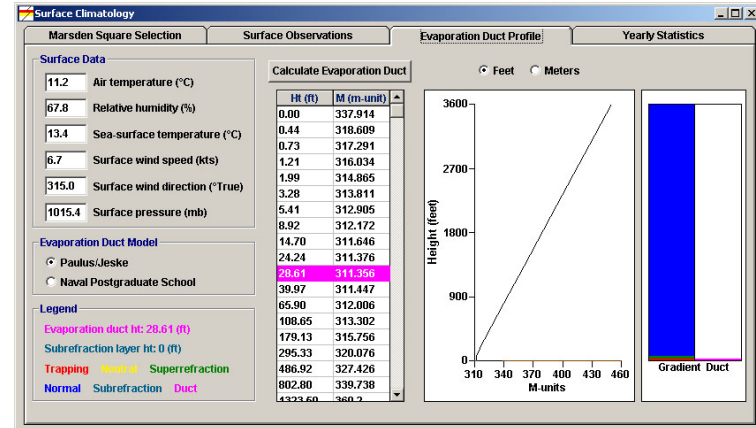 Surface Climatology
Marsden Square Selection
Surface Observations
Evaporation Duct Profile
Yearly Statistics
Surface Data
11.2 Air temperature (°C)
67.8 Relative humidity (%)
13.4 Sea-surface temperature (°C)
6.7 Surface wind speed (kts)
315.0 Surface wind direction (°True)
1015.4 Surface pressure (mb)
Evaporation Duct Model
Paulus/Jeske
Naval Postgraduate School
Legend
Evaporation duct ht: 28.61 (ft)
Subrefraction layer ht: 0 (ft)
Trapping Neutral Superrefraction
Normal Subrefraction Duct
Calculate Evaporation Duct
Feet Meters
Ht (ft) M (m-unit)
0.00 337.914
0.44 318.609
0.73 317.291
1.21 316.034
1.99 314.865
3.28 313.811
5.41 312.905
8.92 312.172
14.70 311.646
24.24 311.376
28.61 311.356
39.97 311.447
65.90 312.006
108.65 313.302
179.13 315.756
295.33 320.076
486.92 327.426
802.80 339.738
1323.60 360.2
Height (feet)
3600
2700
1800
900
0
310 340 370 400 430 460
M-units
Gradient Duct